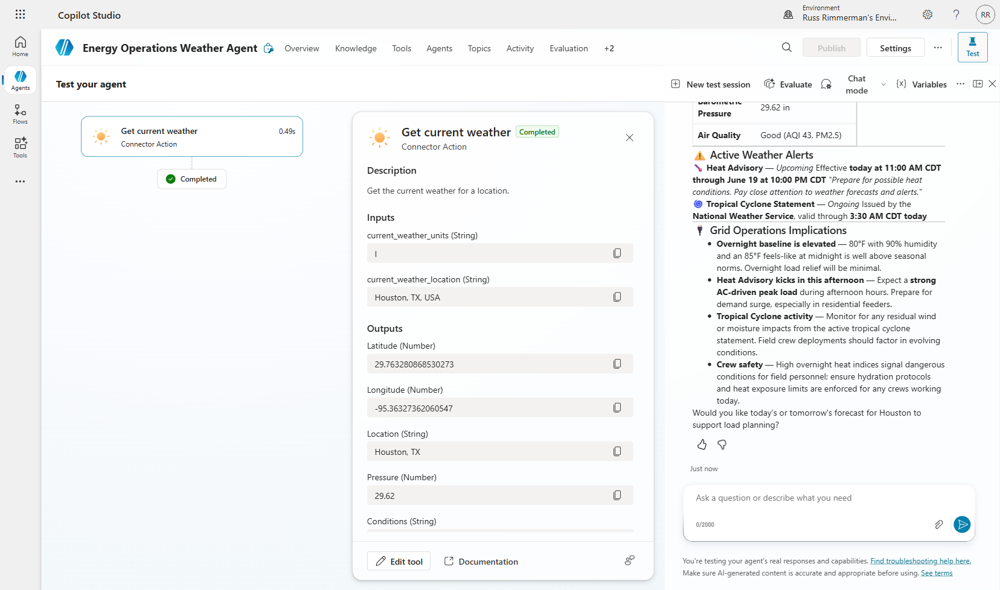 Copilot Studio
Environment
Russ Rimmerman's Envi...
RR
Home
Agents
Flows
Tools
Energy Operations Weather Agent
Overview
Knowledge
Tools
Agents
Topics
Activity
Evaluation
+2
Publish
Settings
Test
Test your agent
New test session
Evaluate
Chat mode
Variables
Get current weather
0.49s
Connector Action
Completed
Get current weather
Completed
Connector Action
Description
Get the current weather for a location.
Inputs
current_weather_units (String)
I
current_weather_location (String)
Houston, TX, USA
Outputs
Latitude (Number)
29.763280868530273
Longitude (Number)
-95.36327362060547
Location (String)
Houston, TX
Pressure (Number)
29.62
Conditions (String)
Edit tool
Documentation
Barometric
Pressure
29.62 in
Air Quality
Good (AQI 43, PM2.5)
Active Weather Alerts
Heat Advisory — Upcoming Effective today at 11:00 AM CDT
through June 19 at 10:00 PM CDT "Prepare for possible heat
conditions. Pay close attention to weather forecasts and alerts."
Tropical Cyclone Statement — Ongoing Issued by the
National Weather Service, valid through 3:30 AM CDT today
Grid Operations Implications
• Overnight baseline is elevated — 80°F with 90% humidity
and an 85°F feels-like at midnight is well above seasonal
norms. Overnight load relief will be minimal.
• Heat Advisory kicks in this afternoon — Expect a strong
AC-driven peak load during afternoon hours. Prepare for
demand surge, especially in residential feeders.
• Tropical Cyclone activity — Monitor for any residual wind
or moisture impacts from the active tropical cyclone
statement. Field crew deployments should factor in evolving
conditions.
• Crew safety — High overnight heat indices signal dangerous
conditions for field personnel; ensure hydration protocols
and heat exposure limits are enforced for any crews working
today.
Would you like today's or tomorrow's forecast for Houston to
support load planning?
Just now
Ask a question or describe what you need
0/2000
You're testing your agent's real responses and capabilities. Find troubleshooting help here.
Make sure AI-generated content is accurate and appropriate before using. See terms